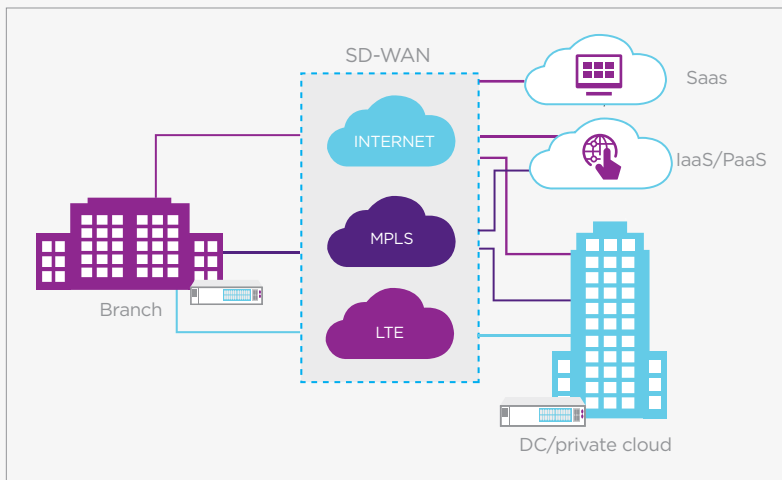 SD-WAN
INTERNET
MPLS
LTE
Branch
Saas
IaaS/PaaS
DC/private cloud